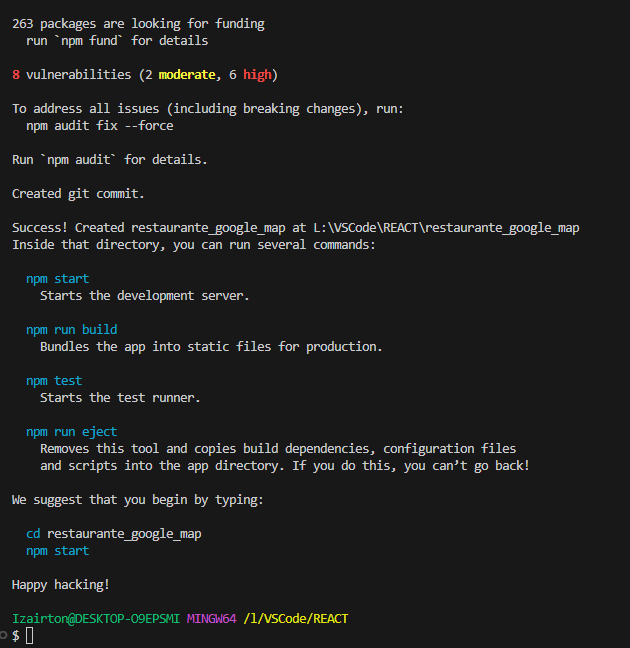 263 packages are looking for funding
run `npm fund` for details
8 vulnerabilities (2 moderate, 6 high)
To address all issues (including breaking changes), run:
npm audit fix --force
Run `npm audit` for details.
Created git commit.
Success! Created restaurante_google_map at L:\VSCode\REACT\restaurante_google_map
Inside that directory, you can run several commands:
npm start
Starts the development server.
npm run build
Bundles the app into static files for production.
npm test
Starts the test runner.
npm run eject
Removes this tool and copies build dependencies, configuration files
and scripts into the app directory. If you do this, you can’t go back!
We suggest that you begin by typing:
cd restaurante_google_map
npm start
Happy hacking!
Izairton@DESKTOP-O9EPSMI MINGW64 /l/VSCode/REACT
$